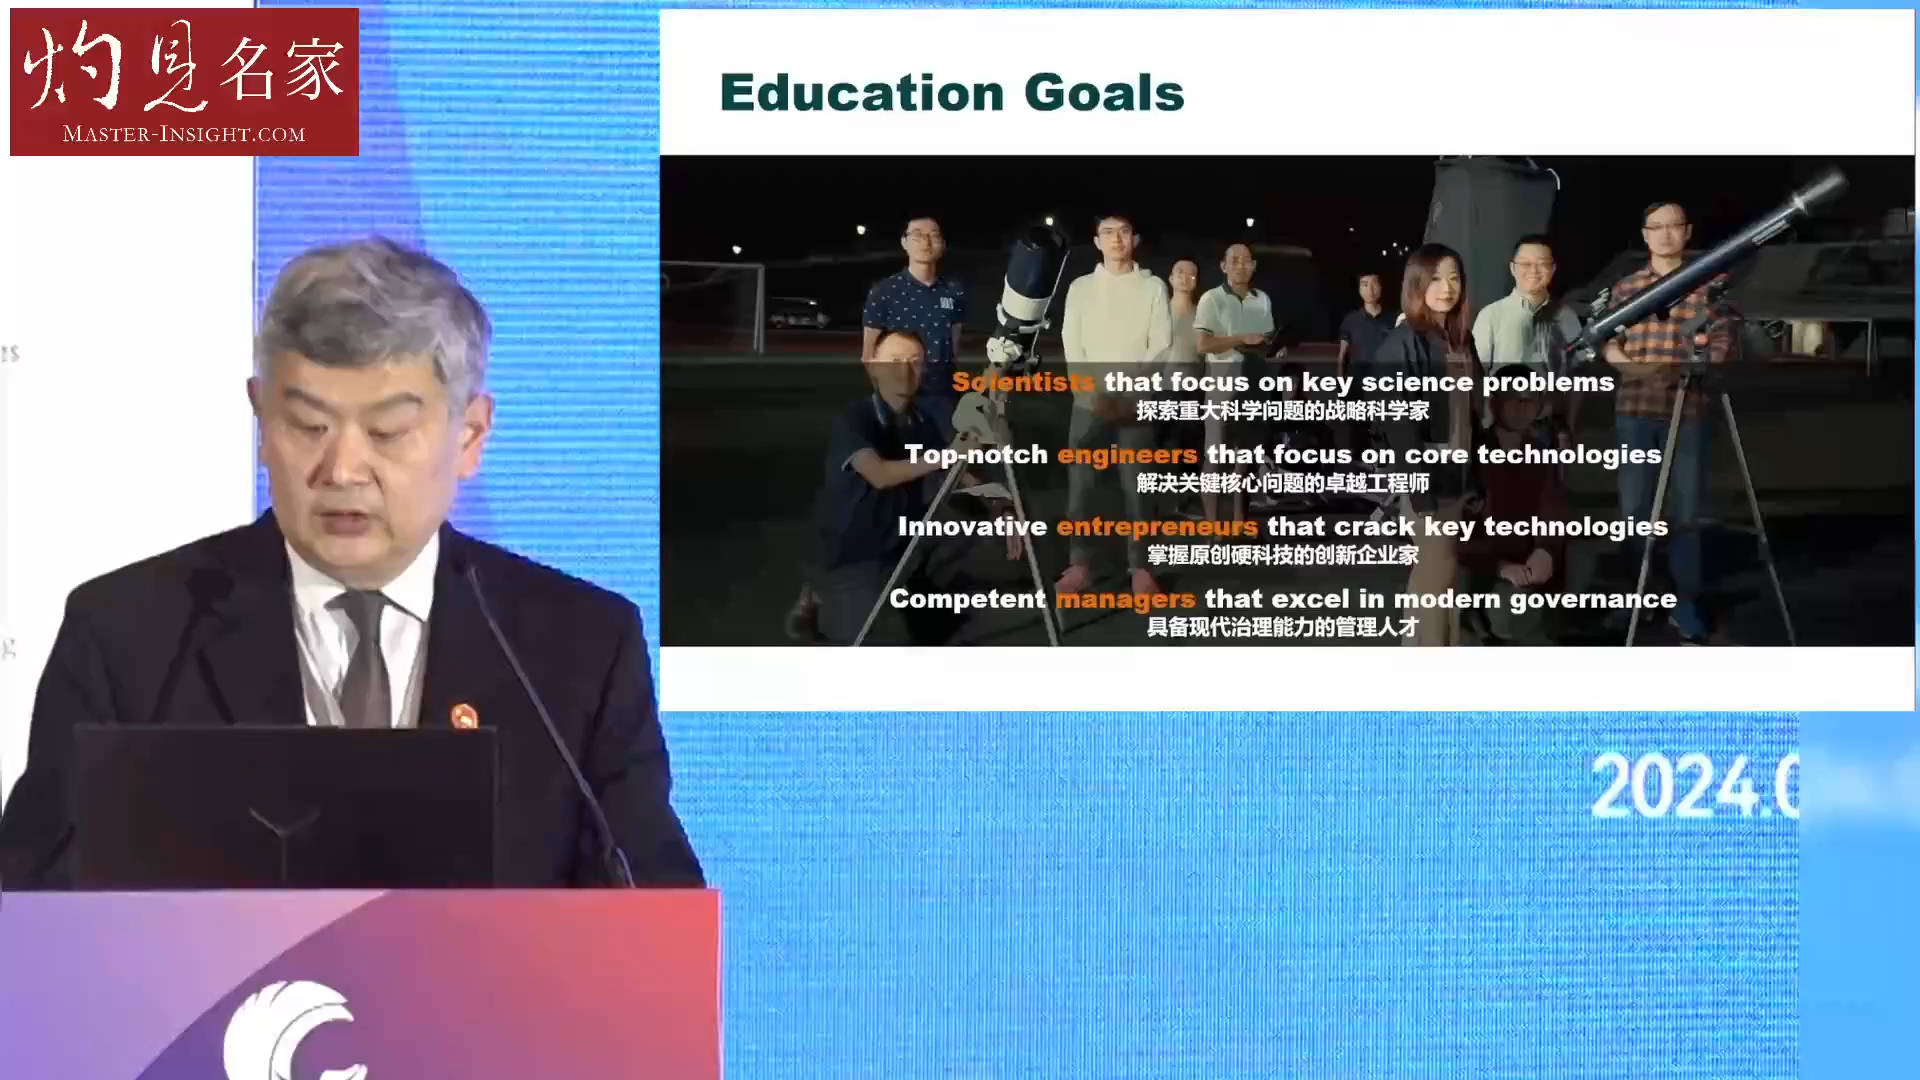 灼見名家
MASTER-INSIGHT.COM
Education Goals
Scientists that focus on key science problems
探索重大科学问题的战略科学家
Top-notch engineers that focus on core technologies
解决关键核心问题的卓越工程师
Innovative entrepreneurs that crack key technologies
掌握原创硬科技的创新企业家
Competent managers that excel in modern governance
具备现代治理能力的管理人才
2024.0